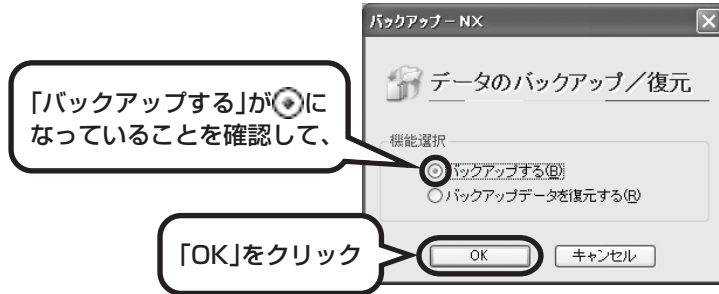 バックアップ－NX
データのバックアップ／復元
「バックアップする」が◉に
なっていることを確認して、
機能選択
バックアップする(B)
バックアップデータを復元する(R)
「OK」をクリック
OK
キャンセル